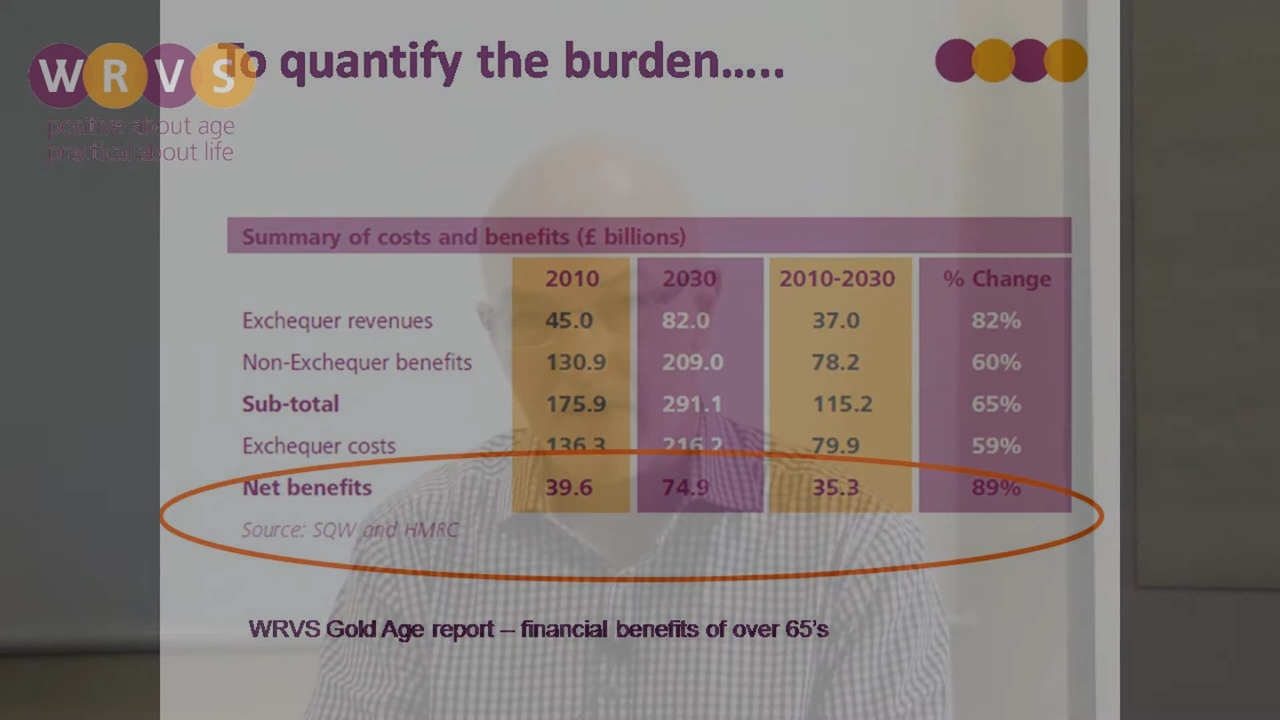 To quantify the burden.....
WRVS
positive about age
practical about life
Summary of costs and benefits (£ billions)
2010 2030 2010-2030 % Change
Exchequer revenues 45.0 82.0 37.0 82%
Non-Exchequer benefits 130.9 209.0 78.2 60%
Sub-total 175.9 291.1 115.2 65%
Exchequer costs 136.3 216.2 79.9 59%
Net benefits 39.6 74.9 35.3 89%
Source: SQW and HMRC
WRVS Gold Age report – financial benefits of over 65's